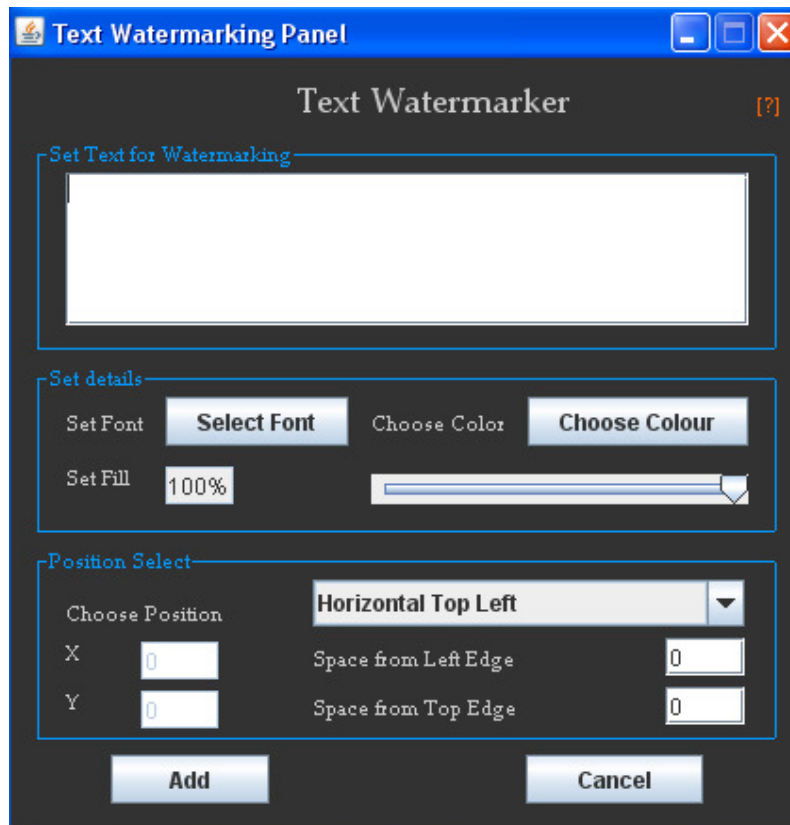 Text Watermarking Panel
Text Watermarker [?]
Set Text for Watermarking
Set details
Set Font Select Font Choose Color Choose Colour
Set Fill 100%
Position Select
Choose Position Horizontal Top Left
X 0 Space from Left Edge 0
Y 0 Space from Top Edge 0
Add Cancel